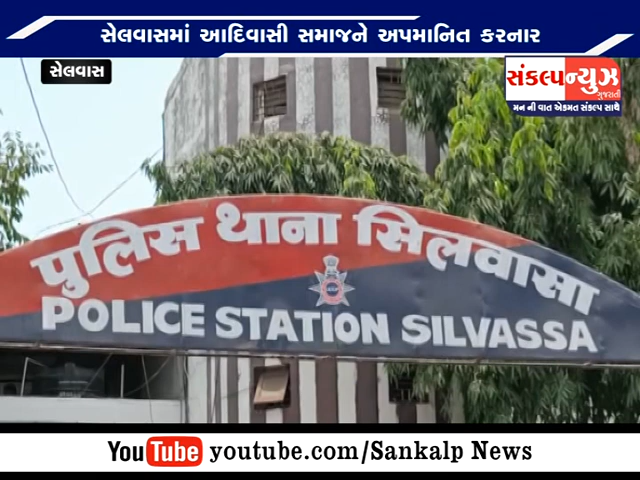 સેલવાસમાં આદિવાસી સમાજને અપમાનિત કરનાર
સેલવાસ
સંકલ્પન્યુઝ
ગુજરાતી
મન ની વાત એકમત સંકલ્પ સાથે
पुलिस थाना सिलवासा
POLICE STATION SILVASSA
YouTube youtube.com/Sankalp News